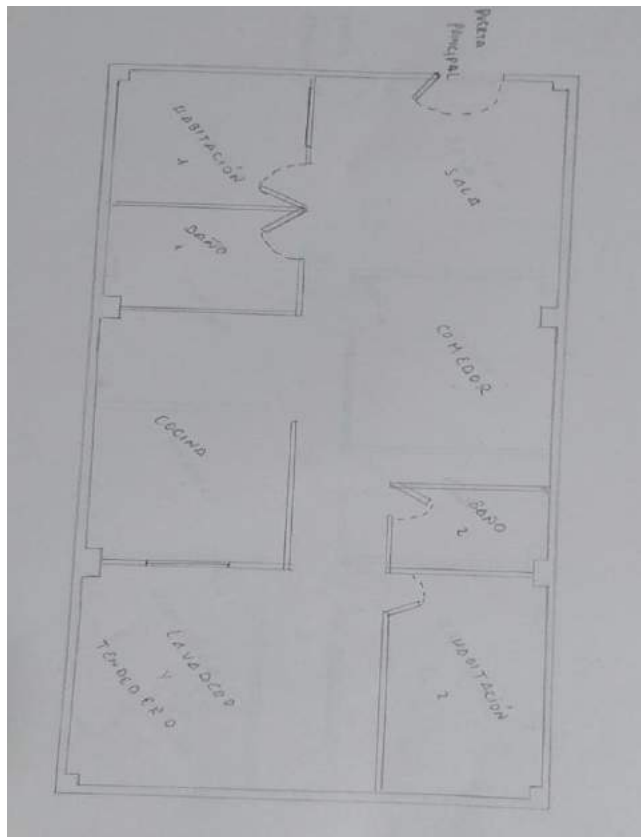 PUERTA
PRINCIPAL
HABITACIÓN
1
SALA
BAÑO
1
COMEDOR
COCINA
BAÑO
2
LAVADERO
Y
TENDEDERO
HABITACIÓN
2